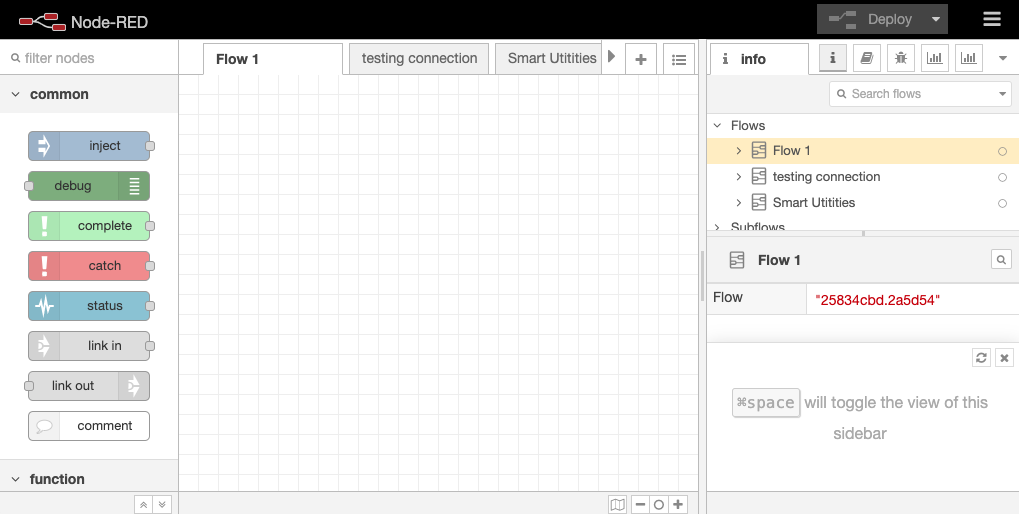 Node-RED
Deploy
filter nodes
Flow 1
testing connection
Smart Utitities
info
common
Search flows
inject
debug
complete
catch
status
link in
link out
comment
function
Flows
Flow 1
testing connection
Smart Utitities
Subflows
Flow 1
Flow
"25834cbd.2a5d54"
⌘space will toggle the view of this
sidebar